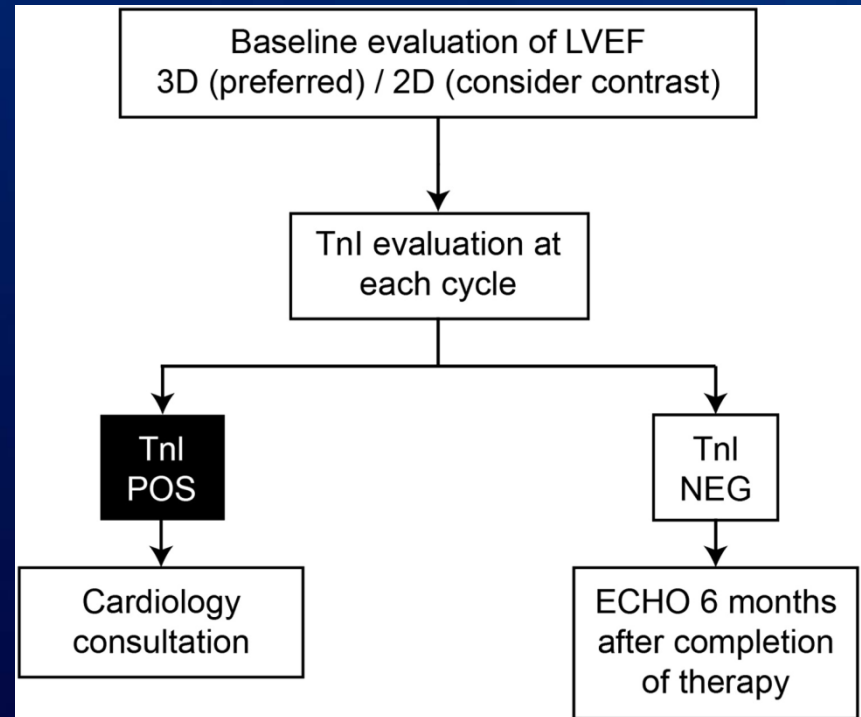 Baseline evaluation of LVEF
3D (preferred) / 2D (consider contrast)
TnI evaluation at
each cycle
TnI
POS
TnI
NEG
Cardiology
consultation
ECHO 6 months
after completion
of therapy